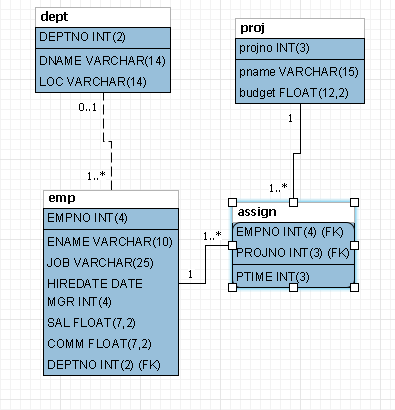 dept
DEPTNO INT(2)
DNAME VARCHAR(14)
LOC VARCHAR(14)
proj
projno INT(3)
pname VARCHAR(15)
budget FLOAT(12,2)
0..1
1
1..*
1..*
emp
EMPNO INT(4)
ENAME VARCHAR(10)
JOB VARCHAR(25)
HIREDATE DATE
MGR INT(4)
SAL FLOAT(7,2)
COMM FLOAT(7,2)
DEPTNO INT(2) (FK)
1..*
1
assign
EMPNO INT(4) (FK)
PROJNO INT(3) (FK)
PTIME INT(3)